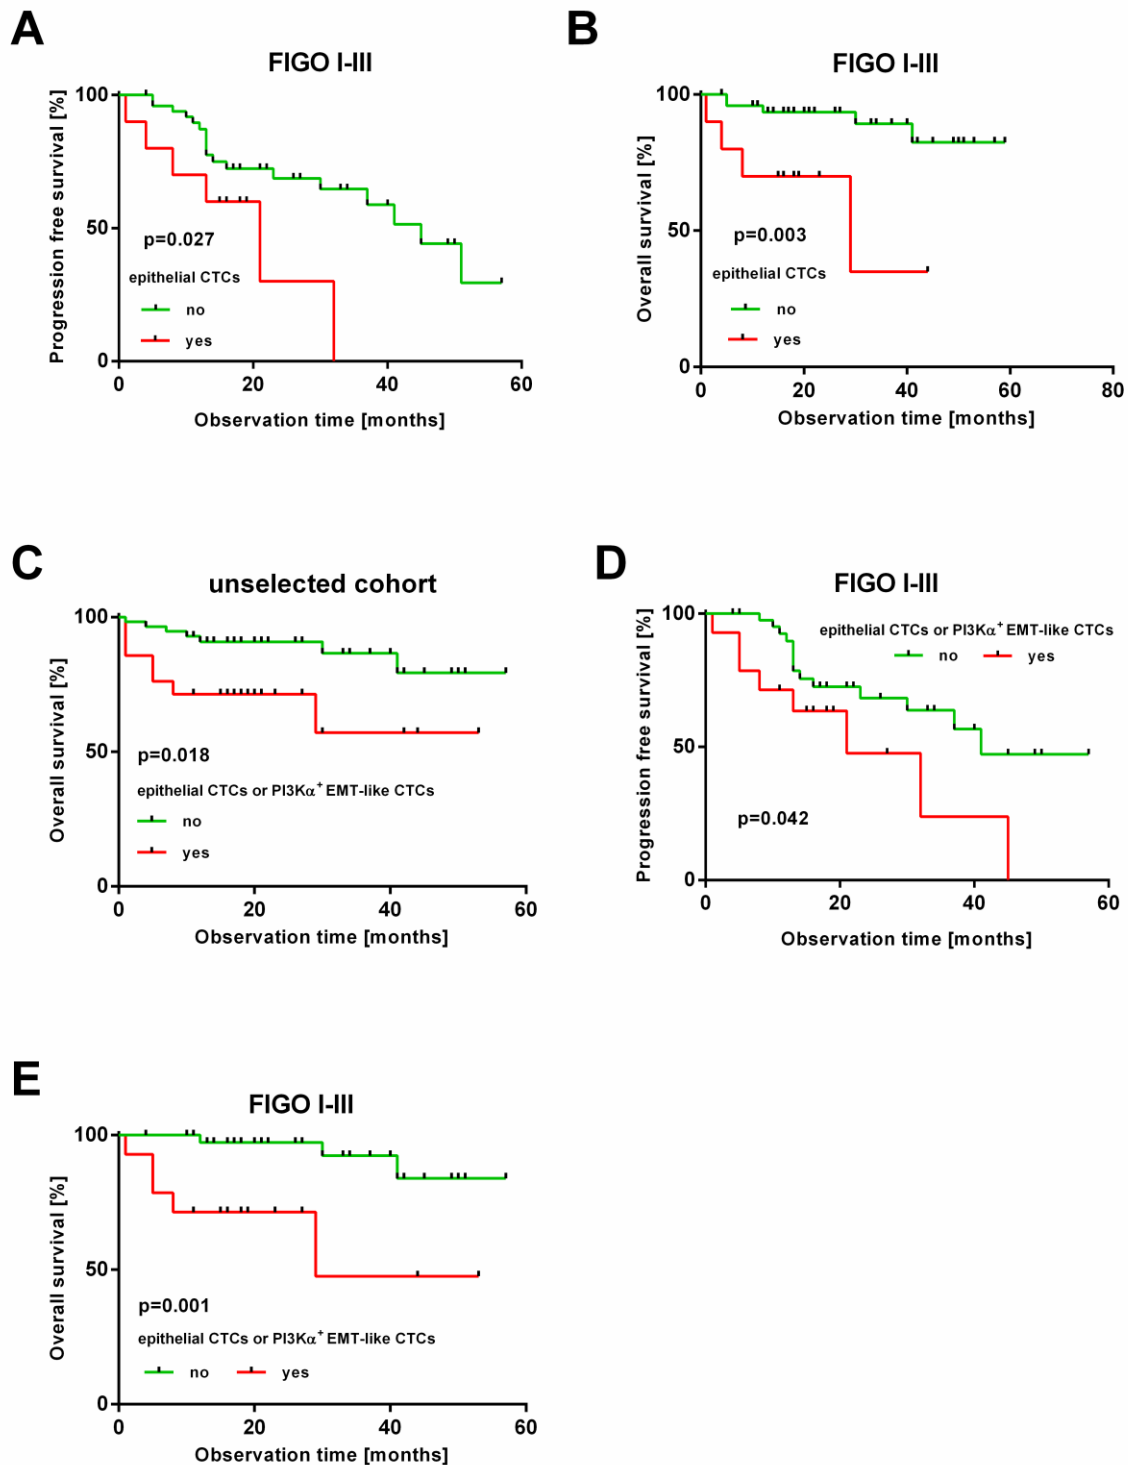 A
FIGO I-III
Progression free survival [%]
100
50
0
p=0.027
epithelial CTCs
no
yes
0 20 40 60
Observation time [months]
B
FIGO I-III
Overall survival [%]
100
50
0
p=0.003
epithelial CTCs
no
yes
0 20 40 60 80
Observation time [months]
C
unselected cohort
Overall survival [%]
100
50
0
p=0.018
epithelial CTCs or PI3Kα+ EMT-like CTCs
no
yes
0 20 40 60
Observation time [months]
D
FIGO I-III
Progression free survival [%]
100
50
0
epithelial CTCs or PI3Kα+ EMT-like CTCs
no yes
p=0.042
0 20 40 60
Observation time [months]
E
FIGO I-III
Overall survival [%]
100
50
0
p=0.001
epithelial CTCs or PI3Kα+ EMT-like CTCs
no yes
0 20 40 60
Observation time [months]